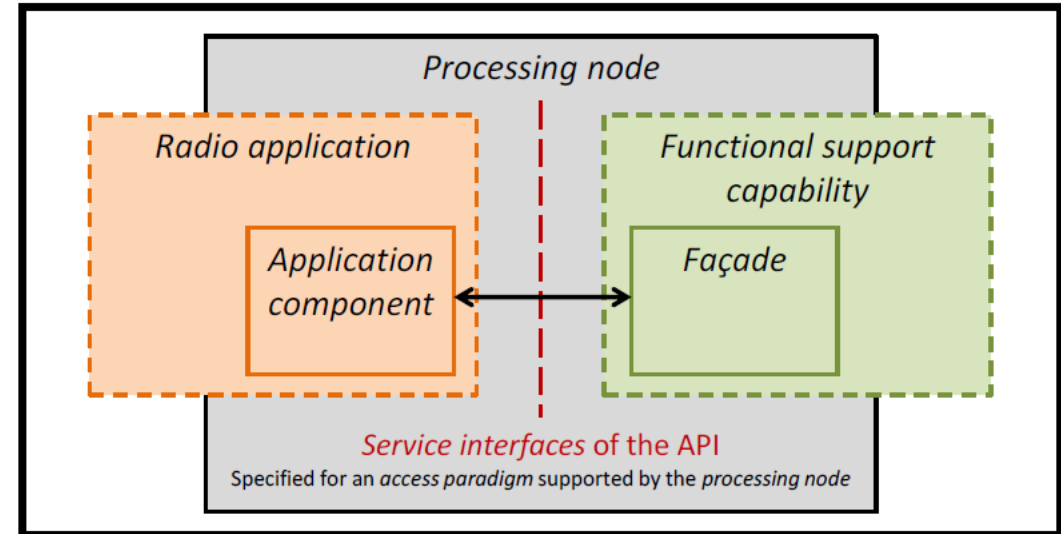 Processing node
Radio application
Functional support
capability
Application
component
Façade
Service interfaces of the API
Specified for an access paradigm supported by the processing node